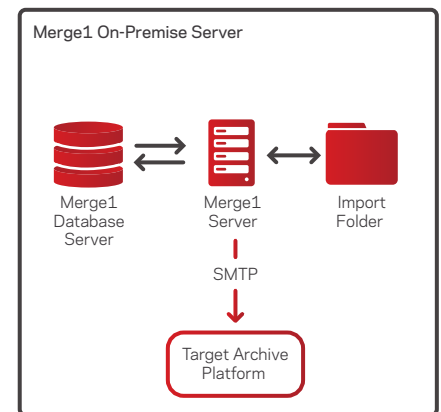 Merge1 On-Premise Server
Merge1
Database
Server
Merge1
Server
Import
Folder
SMTP
Target Archive
Platform